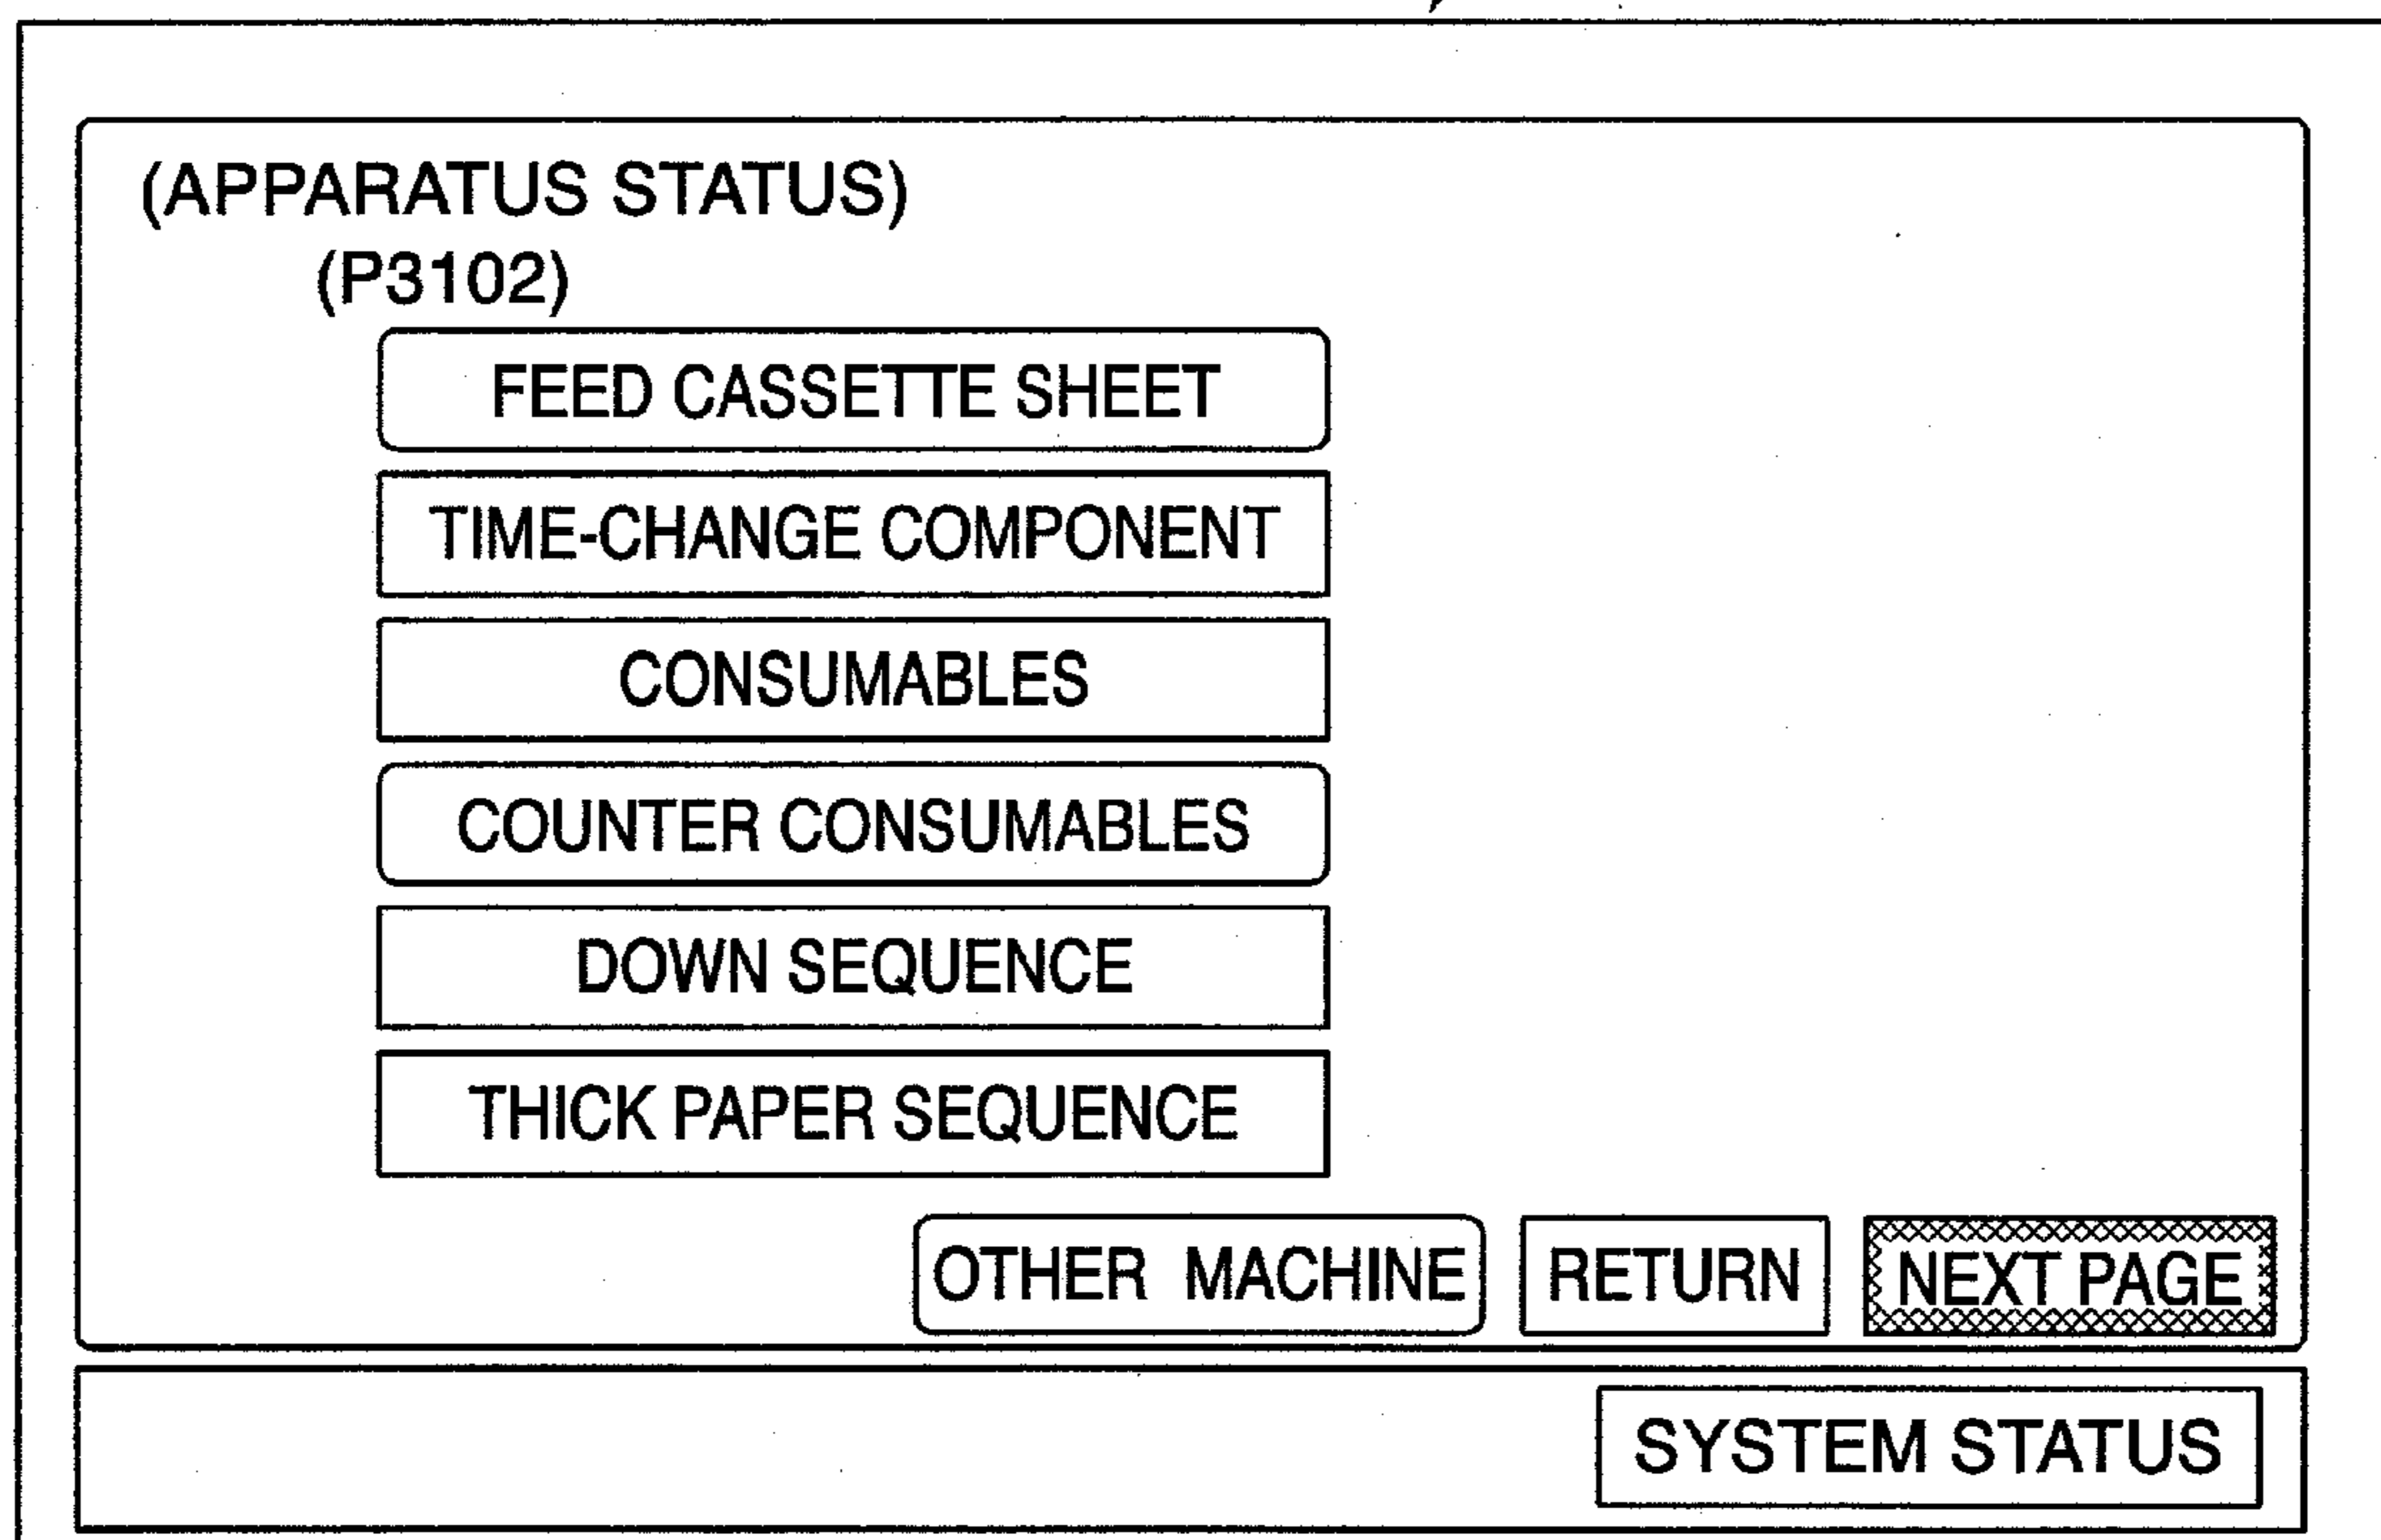 (APPARATUS STATUS)
(P3102)
FEED CASSETTE SHEET
TIME-CHANGE COMPONENT
CONSUMABLES
COUNTER CONSUMABLES
DOWN SEQUENCE
THICK PAPER SEQUENCE
OTHER MACHINE RETURN NEXT PAGE
SYSTEM STATUS